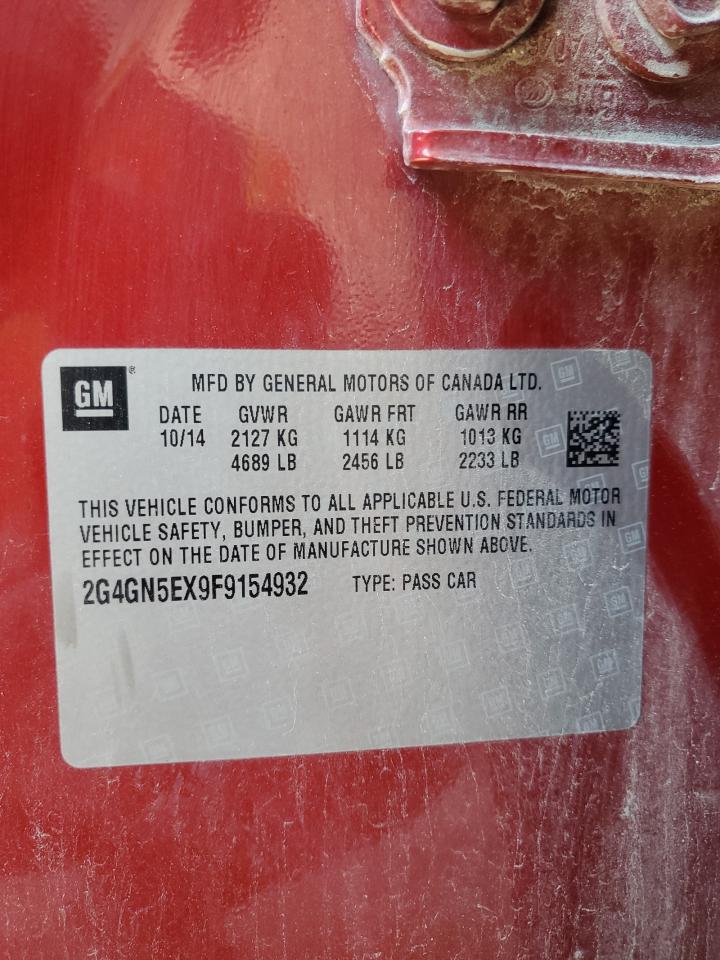 GM
MFD BY GENERAL MOTORS OF CANADA LTD.
DATE GVWR GAWR FRT GAWR RR
10/14 2127 KG 1114 KG 1013 KG
4689 LB 2456 LB 2233 LB
THIS VEHICLE CONFORMS TO ALL APPLICABLE U.S. FEDERAL MOTOR
VEHICLE SAFETY, BUMPER, AND THEFT PREVENTION STANDARDS IN
EFFECT ON THE DATE OF MANUFACTURE SHOWN ABOVE.
2G4GN5EX9F9154932 TYPE: PASS CAR